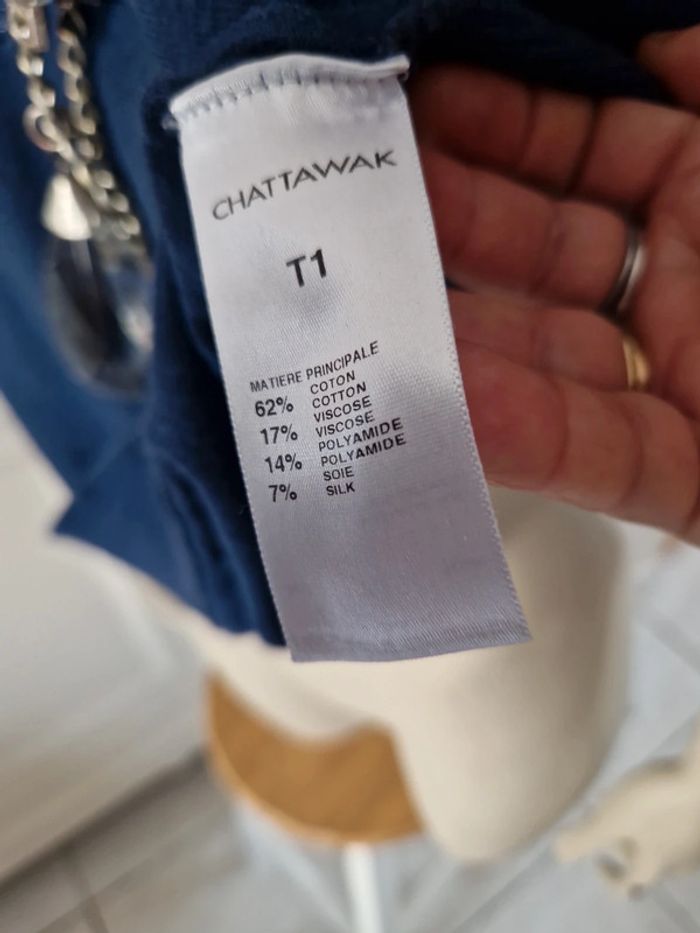 CHATTAWAK
T1
MATIERE PRINCIPALE
62% COTON
COTTON
17% VISCOSE
VISCOSE
14% POLYAMIDE
POLYAMIDE
7% SOIE
SILK